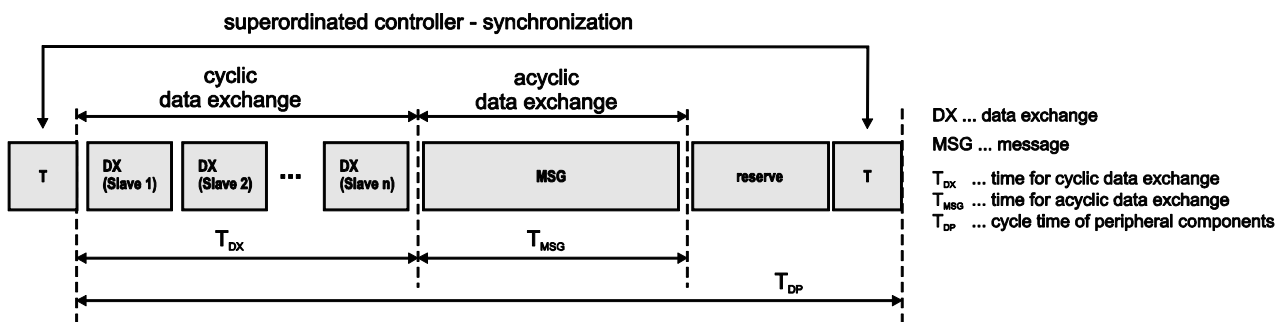 superordinated controller - synchronization
cyclic
data exchange
acyclic
data exchange
DX ... data exchange
MSG ... message
T_DX ... time for cyclic data exchange
T_MSG ... time for acyclic data exchange
T_DP ... cycle time of peripheral components
T
DX
(Slave 1)
DX
(Slave 2)
...
DX
(Slave n)
MSG
reserve
T
T_DX
T_MSG
T_DP